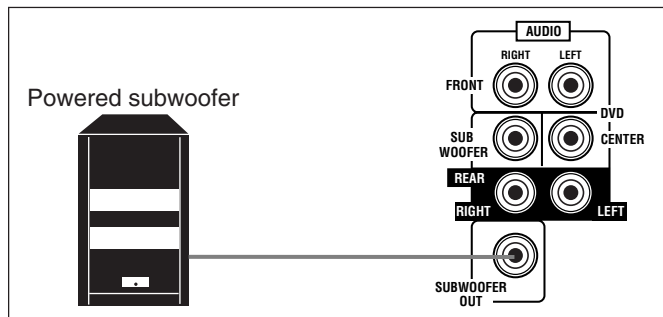 AUDIO
RIGHT LEFT
FRONT
Powered subwoofer
DVD
SUB
WOOFER
CENTER
REAR
RIGHT
LEFT
SUBWOOFER
OUT